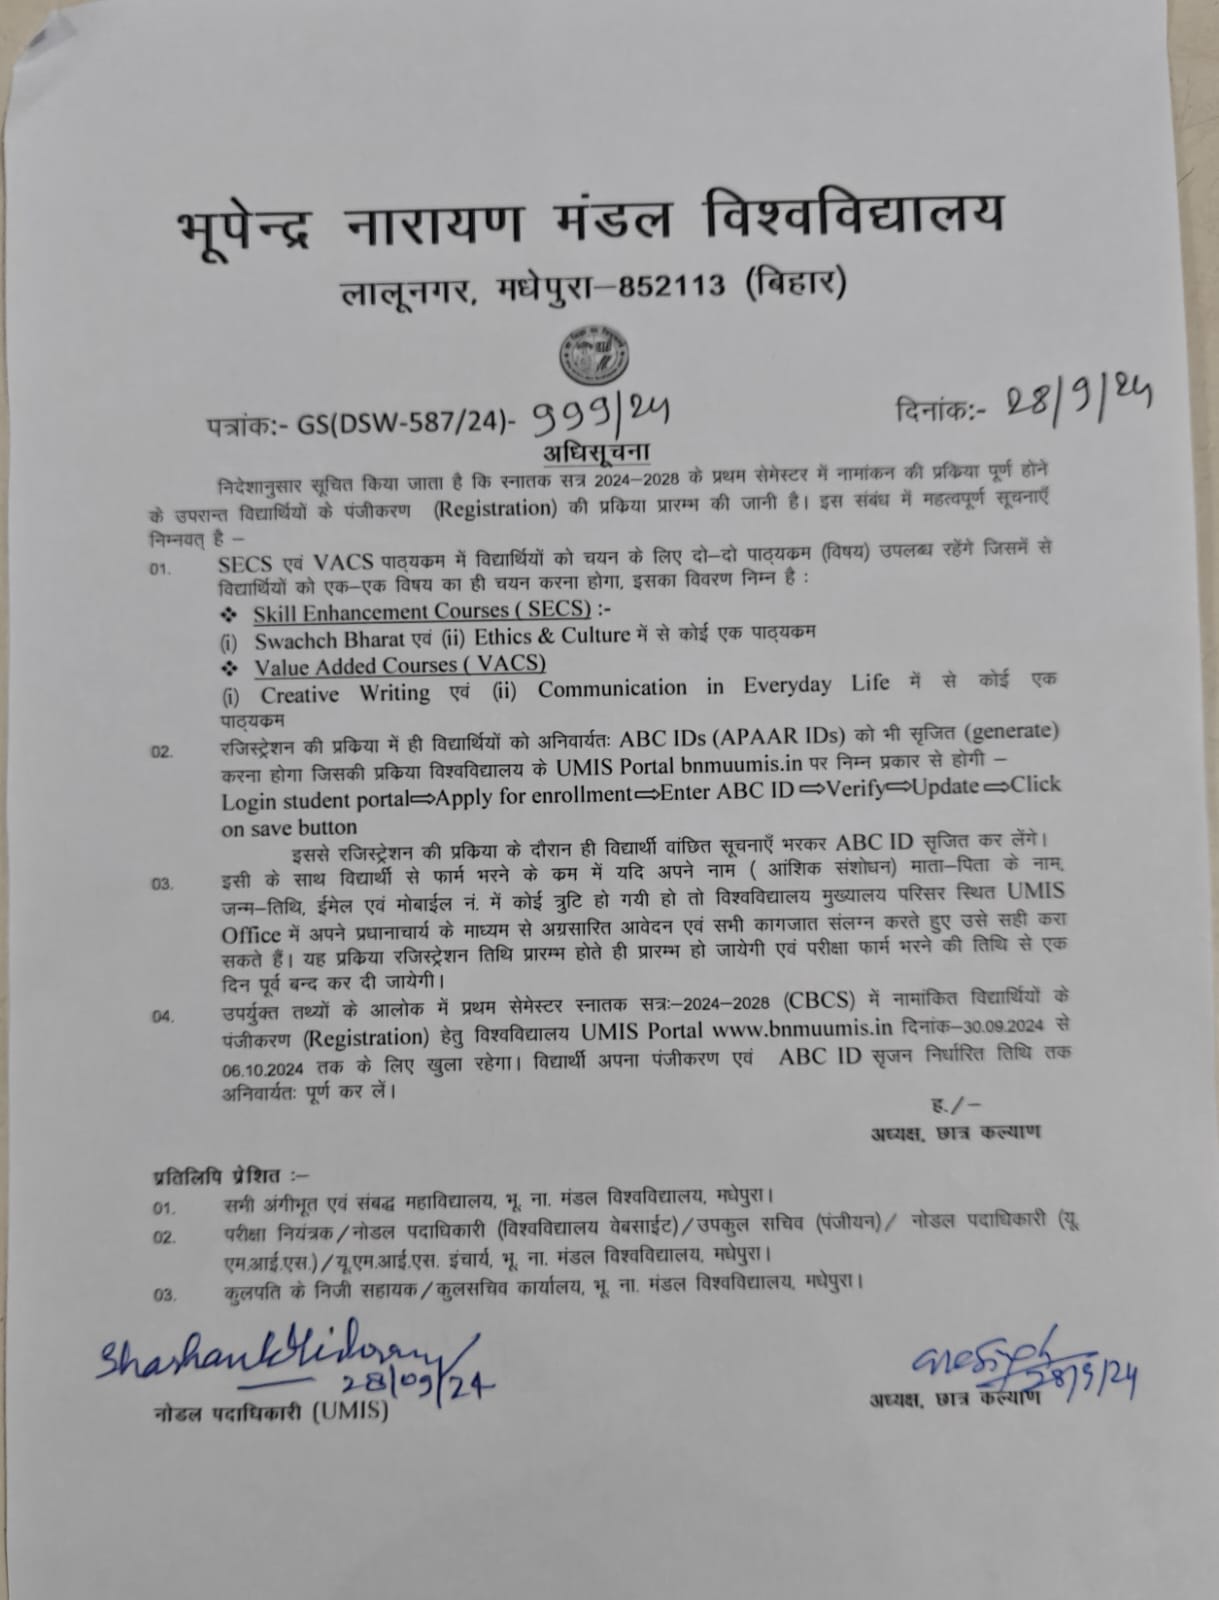 भूपेन्द्र नारायण मंडल विश्वविद्यालय
लालूनगर, मधेपुरा–852113 (बिहार)
पत्रांक:- GS(DSW-587/24)- 999/24
दिनांक:- 28/9/24
अधिसूचना
निदेशानुसार सूचित किया जाता है कि स्नातक सत्र 2024–2028 के प्रथम सेमेस्टर में नामांकन की प्रकिया पूर्ण होने
के उपरान्त विद्यार्थियों के पंजीकरण (Registration) की प्रकिया प्रारम्भ की जानी है। इस संबंध में महत्वपूर्ण सूचनाएँ
निम्नवत् है –
01. SECS एवं VACS पाठ्यकम में विद्यार्थियों को चयन के लिए दो–दो पाठ्यकम (विषय) उपलब्ध रहेंगे जिसमें से
विद्यार्थियों को एक–एक विषय का ही चयन करना होगा, इसका विवरण निम्न है :
❖ Skill Enhancement Courses ( SECS) :-
(i) Swachch Bharat एवं (ii) Ethics & Culture में से कोई एक पाठ्यकम
❖ Value Added Courses ( VACS)
(i) Creative Writing एवं (ii) Communication in Everyday Life में से कोई एक
पाठ्यकम
02. रजिस्ट्रेशन की प्रकिया में ही विद्यार्थियों को अनिवार्यतः ABC IDs (APAAR IDs) को भी सृजित (generate)
करना होगा जिसकी प्रकिया विश्वविद्यालय के UMIS Portal bnmuumis.in पर निम्न प्रकार से होगी –
Login student portal⇨Apply for enrollment⇨Enter ABC ID⇨Verify⇨Update⇨Click
on save button
इससे रजिस्ट्रेशन की प्रकिया के दौरान ही विद्यार्थी वांछित सूचनाएँ भरकर ABC ID सृजित कर लेंगे।
03. इसी के साथ विद्यार्थी से फार्म भरने के कम में यदि अपने नाम ( आंशिक संशोधन) माता–पिता के नाम,
जन्म–तिथि, ईमेल एवं मोबाईल नं. में कोई त्रुटि हो गयी हो तो विश्वविद्यालय मुख्यालय परिसर स्थित UMIS
Office में अपने प्रधानाचार्य के माध्यम से अग्रसारित आवेदन एवं सभी कागजात संलग्न करते हुए उसे सही करा
सकते हैं। यह प्रकिया रजिस्ट्रेशन तिथि प्रारम्भ होते ही प्रारम्भ हो जायेगी एवं परीक्षा फार्म भरने की तिथि से एक
दिन पूर्व बन्द कर दी जायेगी।
04. उपर्युक्त तथ्यों के आलोक में प्रथम सेमेस्टर स्नातक सत्रः–2024–2028 (CBCS) में नामांकित विद्यार्थियों के
पंजीकरण (Registration) हेतु विश्वविद्यालय UMIS Portal www.bnmuumis.in दिनांक–30.09.2024 से
06.10.2024 तक के लिए खुला रहेगा। विद्यार्थी अपना पंजीकरण एवं ABC ID सृजन निर्धारित तिथि तक
अनिवार्यतः पूर्ण कर लें।
ह./–
अध्यक्ष, छात्र कल्याण
प्रतिलिपि प्रेशित :–
01. सभी अंगीभूत एवं संबद्ध महाविद्यालय, भू. ना. मंडल विश्वविद्यालय, मधेपुरा।
02. परीक्षा नियंत्रक/नोडल पदाधिकारी (विश्वविद्यालय वेबसाईट)/उपकुल सचिव (पंजीयन)/ नोडल पदाधिकारी (यू.
एम.आई.एस.)/यू.एम.आई.एस. इंचार्य, भू. ना. मंडल विश्वविद्यालय, मधेपुरा।
03. कुलपति के निजी सहायक/कुलसचिव कार्यालय, भू. ना. मंडल विश्वविद्यालय, मधेपुरा।
Shashank
28/09/24
28/9/24
नोडल पदाधिकारी (UMIS)
अध्यक्ष, छात्र कल्याण